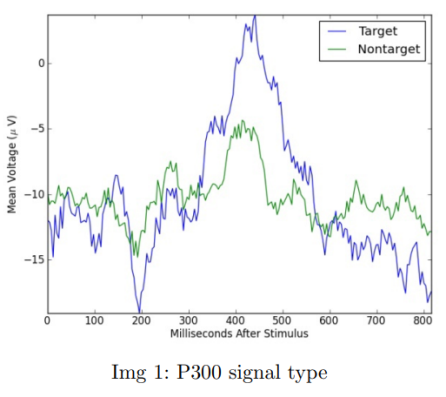 Target
Nontarget
0
−5
−10
−15
Mean Voltage (μ V)
0 100 200 300 400 500 600 700 800
Milliseconds After Stimulus
Img 1: P300 signal type